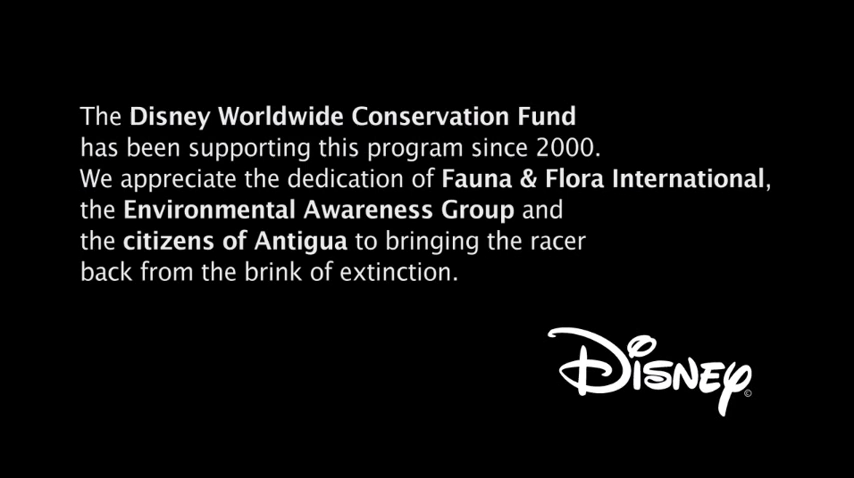 The Disney Worldwide Conservation Fund
has been supporting this program since 2000.
We appreciate the dedication of Fauna & Flora International,
the Environmental Awareness Group and
the citizens of Antigua to bringing the racer
back from the brink of extinction.
Disney©